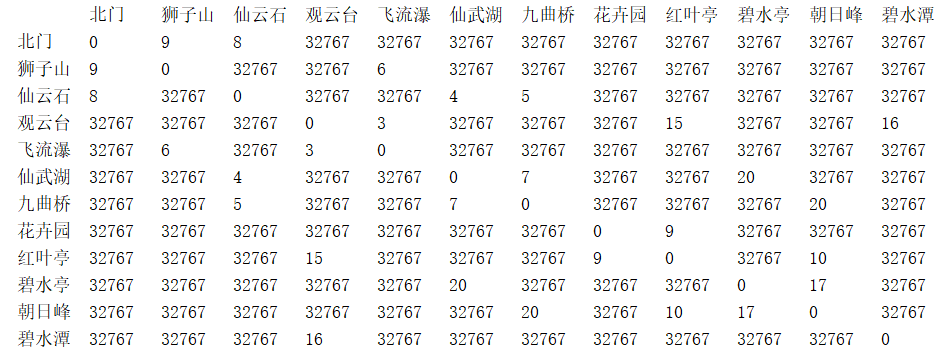 北门 狮子山 仙云石 观云台 飞流瀑 仙武湖 九曲桥 花卉园 红叶亭 碧水亭 朝日峰 碧水潭
北门 0 9 8 32767 32767 32767 32767 32767 32767 32767 32767 32767
狮子山 9 0 32767 32767 6 32767 32767 32767 32767 32767 32767 32767
仙云石 8 32767 0 32767 32767 4 5 32767 32767 32767 32767 32767
观云台 32767 32767 32767 0 3 32767 32767 32767 15 32767 32767 16
飞流瀑 32767 6 32767 3 0 32767 32767 32767 32767 32767 32767 32767
仙武湖 32767 32767 4 32767 32767 0 7 32767 32767 20 32767 32767
九曲桥 32767 32767 5 32767 32767 7 0 32767 32767 32767 20 32767
花卉园 32767 32767 32767 32767 32767 32767 32767 0 9 32767 32767 32767
红叶亭 32767 32767 32767 15 32767 32767 32767 9 0 32767 10 32767
碧水亭 32767 32767 32767 32767 32767 20 32767 32767 32767 0 17 32767
朝日峰 32767 32767 32767 32767 32767 32767 20 32767 10 17 0 32767
碧水潭 32767 32767 32767 16 32767 32767 32767 32767 32767 32767 32767 0